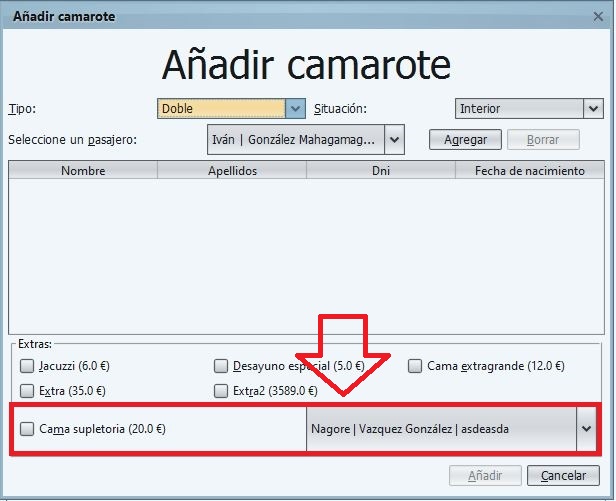 Añadir camarote
Añadir camarote
Tipo: Doble Situación: Interior
Seleccione un pasajero: Iván | González Mahagamag... Agregar Borrar
Nombre Apellidos Dni Fecha de nacimiento
Extras:
Jacuzzi (6.0 €) Desayuno especial (5.0 €) Cama extragrande (12.0 €)
Extra (35.0 €) Extra2 (3589.0 €)
Cama supletoria (20.0 €) Nagore | Vazquez González | asdeasda
Añadir Cancelar